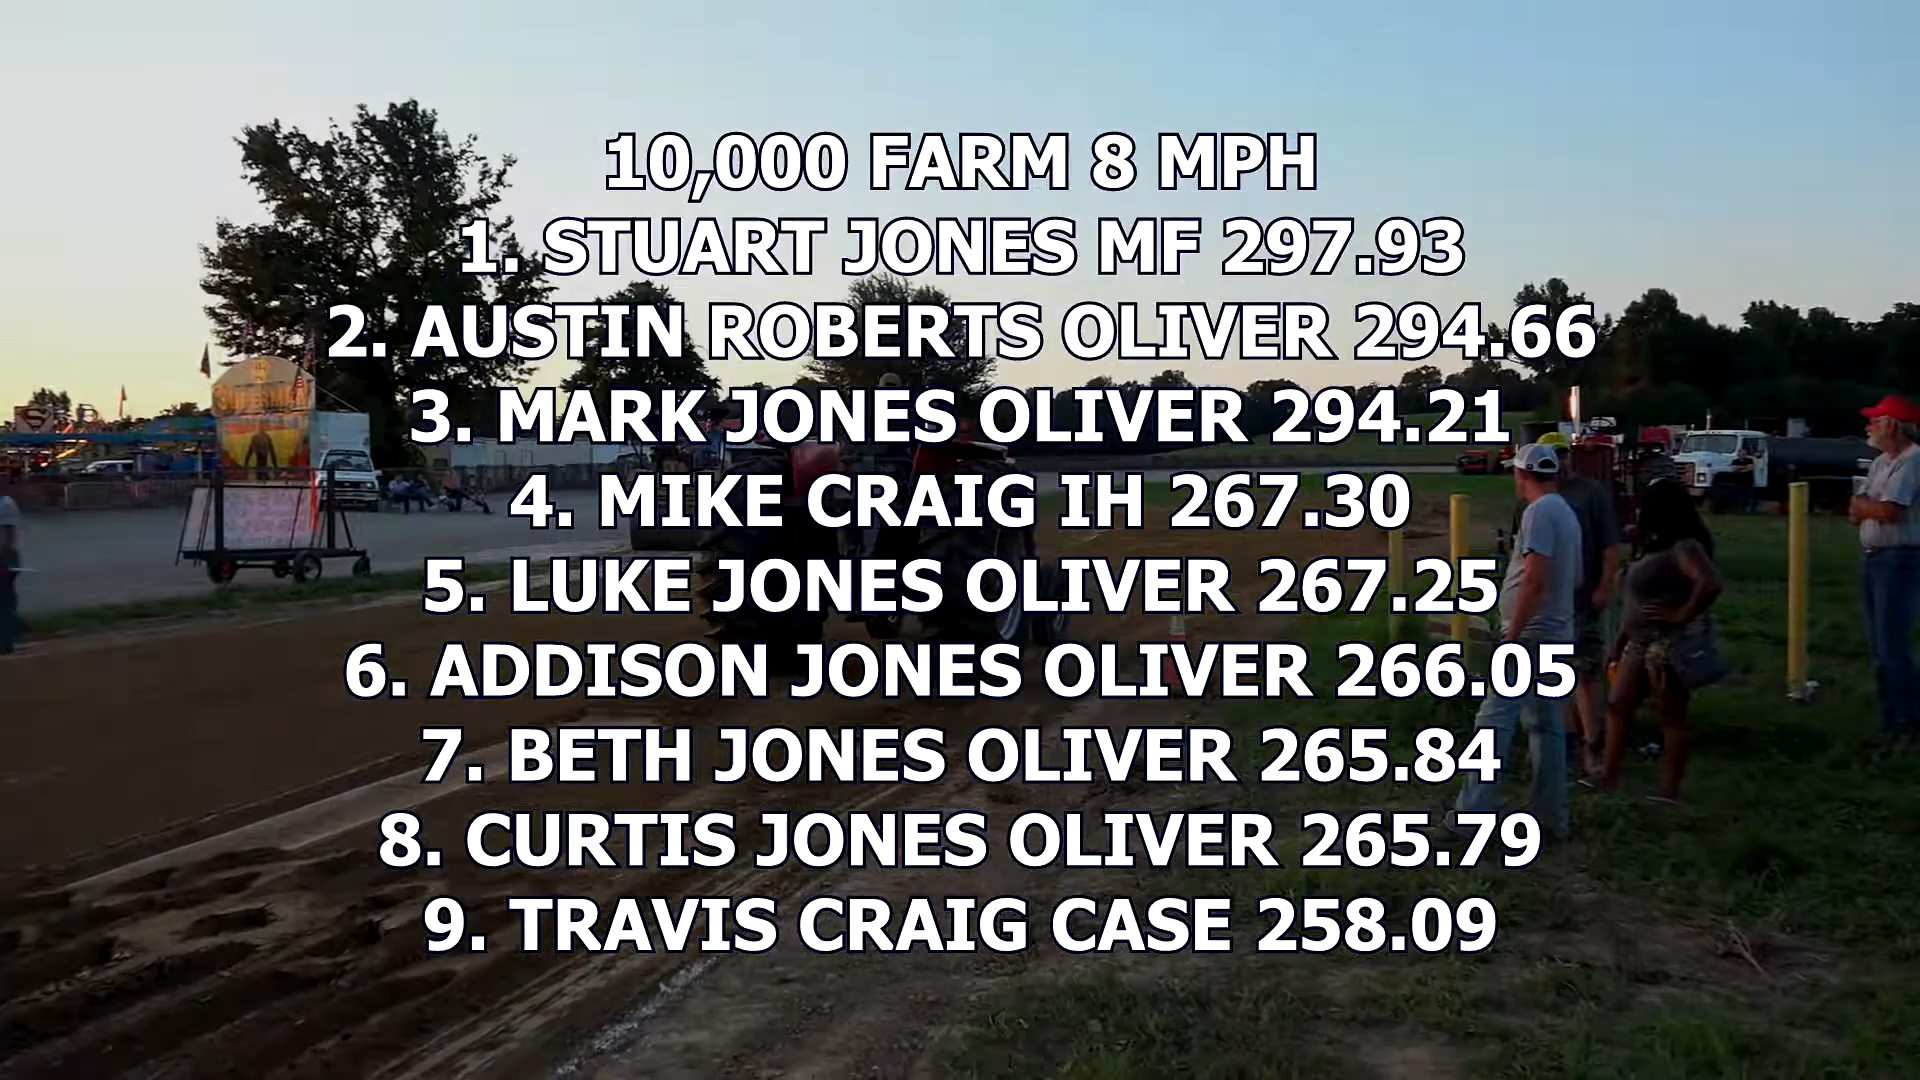 10,000 FARM 8 MPH
1. STUART JONES MF 297.93
2. AUSTIN ROBERTS OLIVER 294.66
3. MARK JONES OLIVER 294.21
4. MIKE CRAIG IH 267.30
5. LUKE JONES OLIVER 267.25
6. ADDISON JONES OLIVER 266.05
7. BETH JONES OLIVER 265.84
8. CURTIS JONES OLIVER 265.79
9. TRAVIS CRAIG CASE 258.09